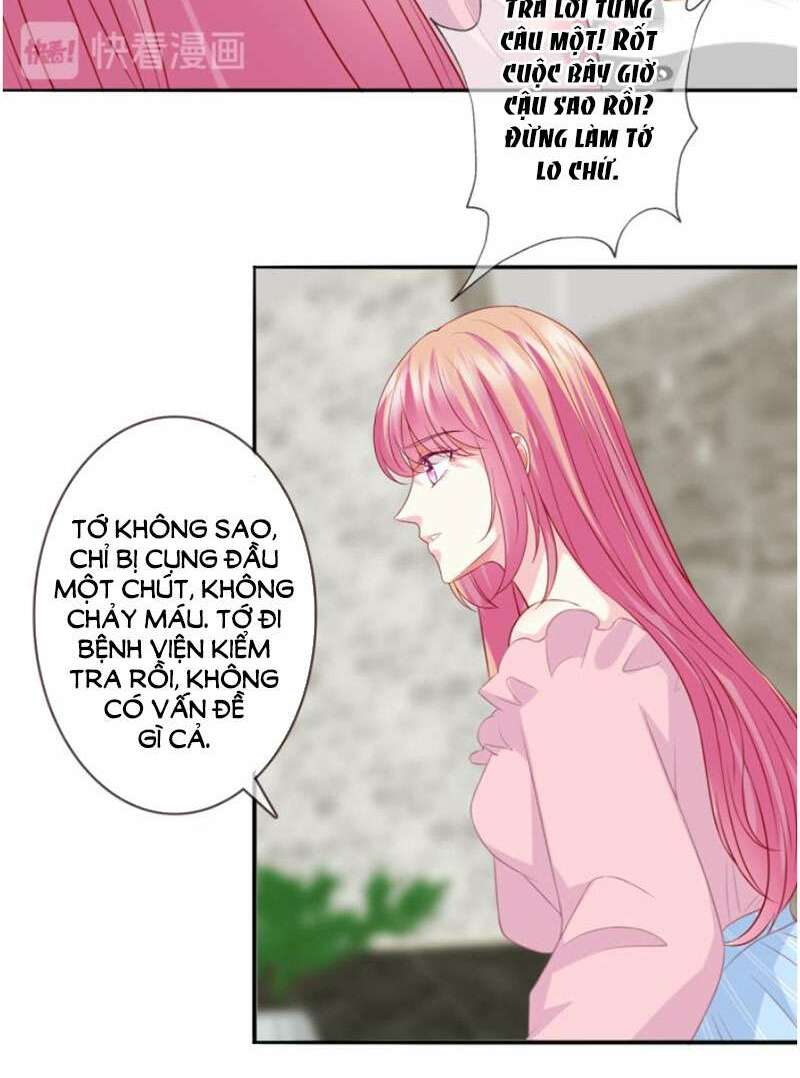 快看!
快看漫画
TRẢ LỜI TỪNG
CÂU MỘT! RỐT
CUỘC BÂY GIỜ
CẬU SAO RỒI?
ĐỪNG LÀM TỚ
LO CHỨ.
TỚ KHÔNG SAO,
CHỈ BỊ CỤNG ĐẦU
MỘT CHÚT, KHÔNG
CHẢY MÁU. TỚ ĐI
BỆNH VIỆN KIỂM
TRA RỒI, KHÔNG
CÓ VẤN ĐỀ
GÌ CẢ.